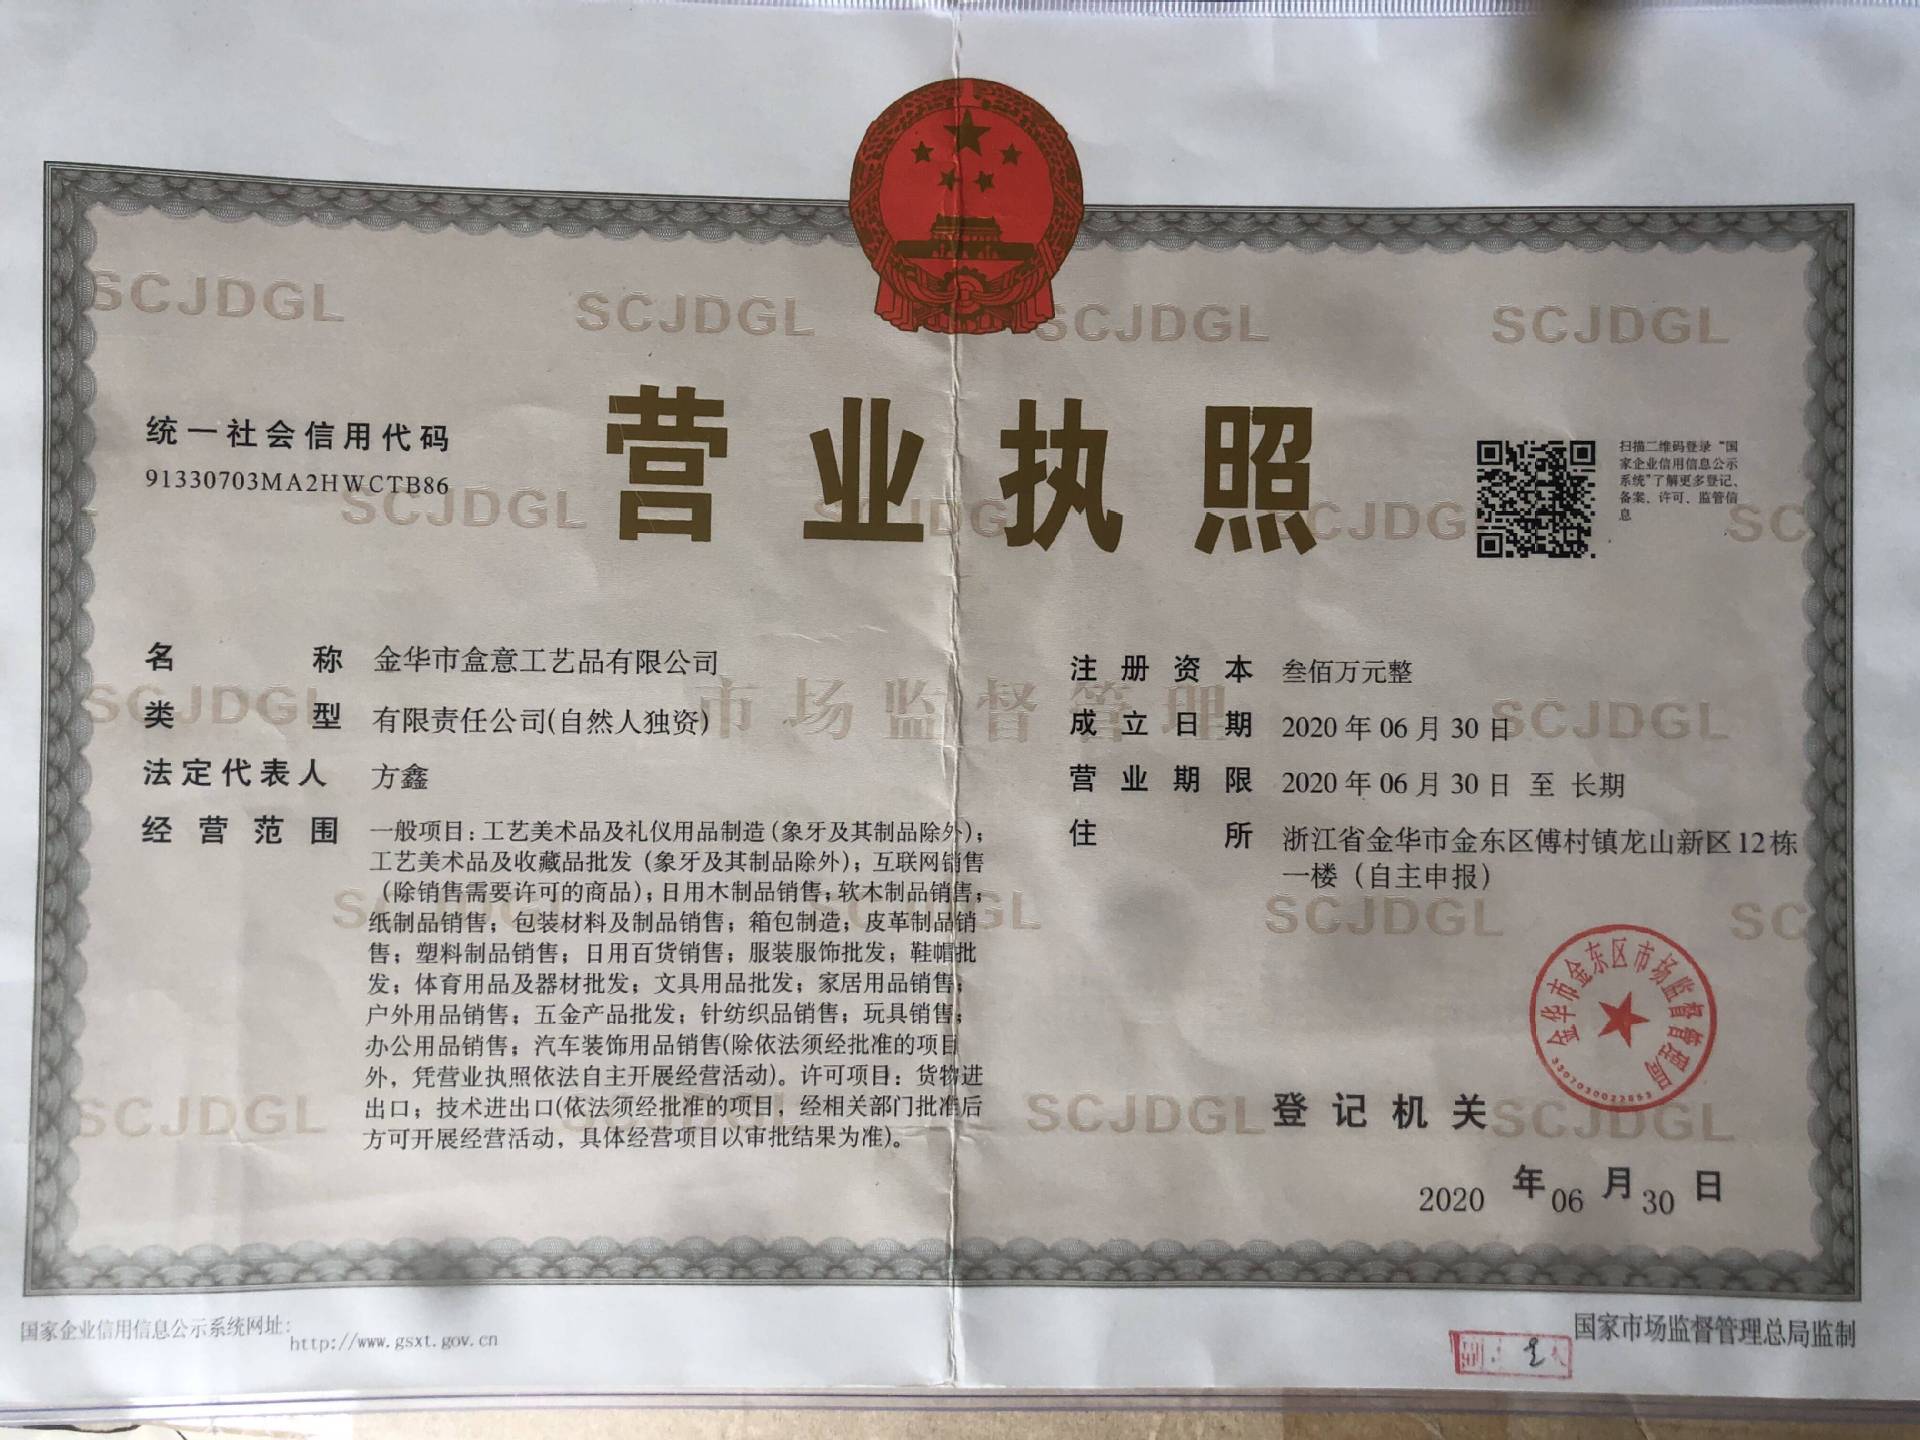 统一社会信用代码
91330703MA2HWCTB86
营业执照
扫描二维码登录“国
家企业信用信息公示
系统”了解更多登记、
备案、许可、监管信
息
名称 金华市盒意工艺品有限公司
类型 有限责任公司(自然人独资)
法定代表人 方鑫
经营范围 一般项目：工艺美术品及礼仪用品制造（象牙及其制品除外）；
工艺美术品及收藏品批发（象牙及其制品除外）；互联网销售
（除销售需要许可的商品）；日用木制品销售；软木制品销售；
纸制品销售；包装材料及制品销售；箱包制造；皮革制品销
售；塑料制品销售；日用百货销售；服装服饰批发；鞋帽批
发；体育用品及器材批发；文具用品批发；家居用品销售；
户外用品销售；五金产品批发；针纺织品销售；玩具销售；
办公用品销售；汽车装饰用品销售(除依法须经批准的项目
外，凭营业执照依法自主开展经营活动)。许可项目：货物进
出口；技术进出口(依法须经批准的项目，经相关部门批准后
方可开展经营活动，具体经营项目以审批结果为准)。
注册资本 叁佰万元整
成立日期 2020年06月30日
营业期限 2020年06月30日 至 长期
住所 浙江省金华市金东区傅村镇龙山新区12栋
一楼（自主申报）
金华市金东区市场监督管理局
登记机关
2020年06月30日
国家企业信用信息公示系统网址：
http://www.gsxt.gov.cn
国家市场监督管理总局监制
SCJDGL
SCJDGL
SCJDGL
SCJDGL
市场监督管理